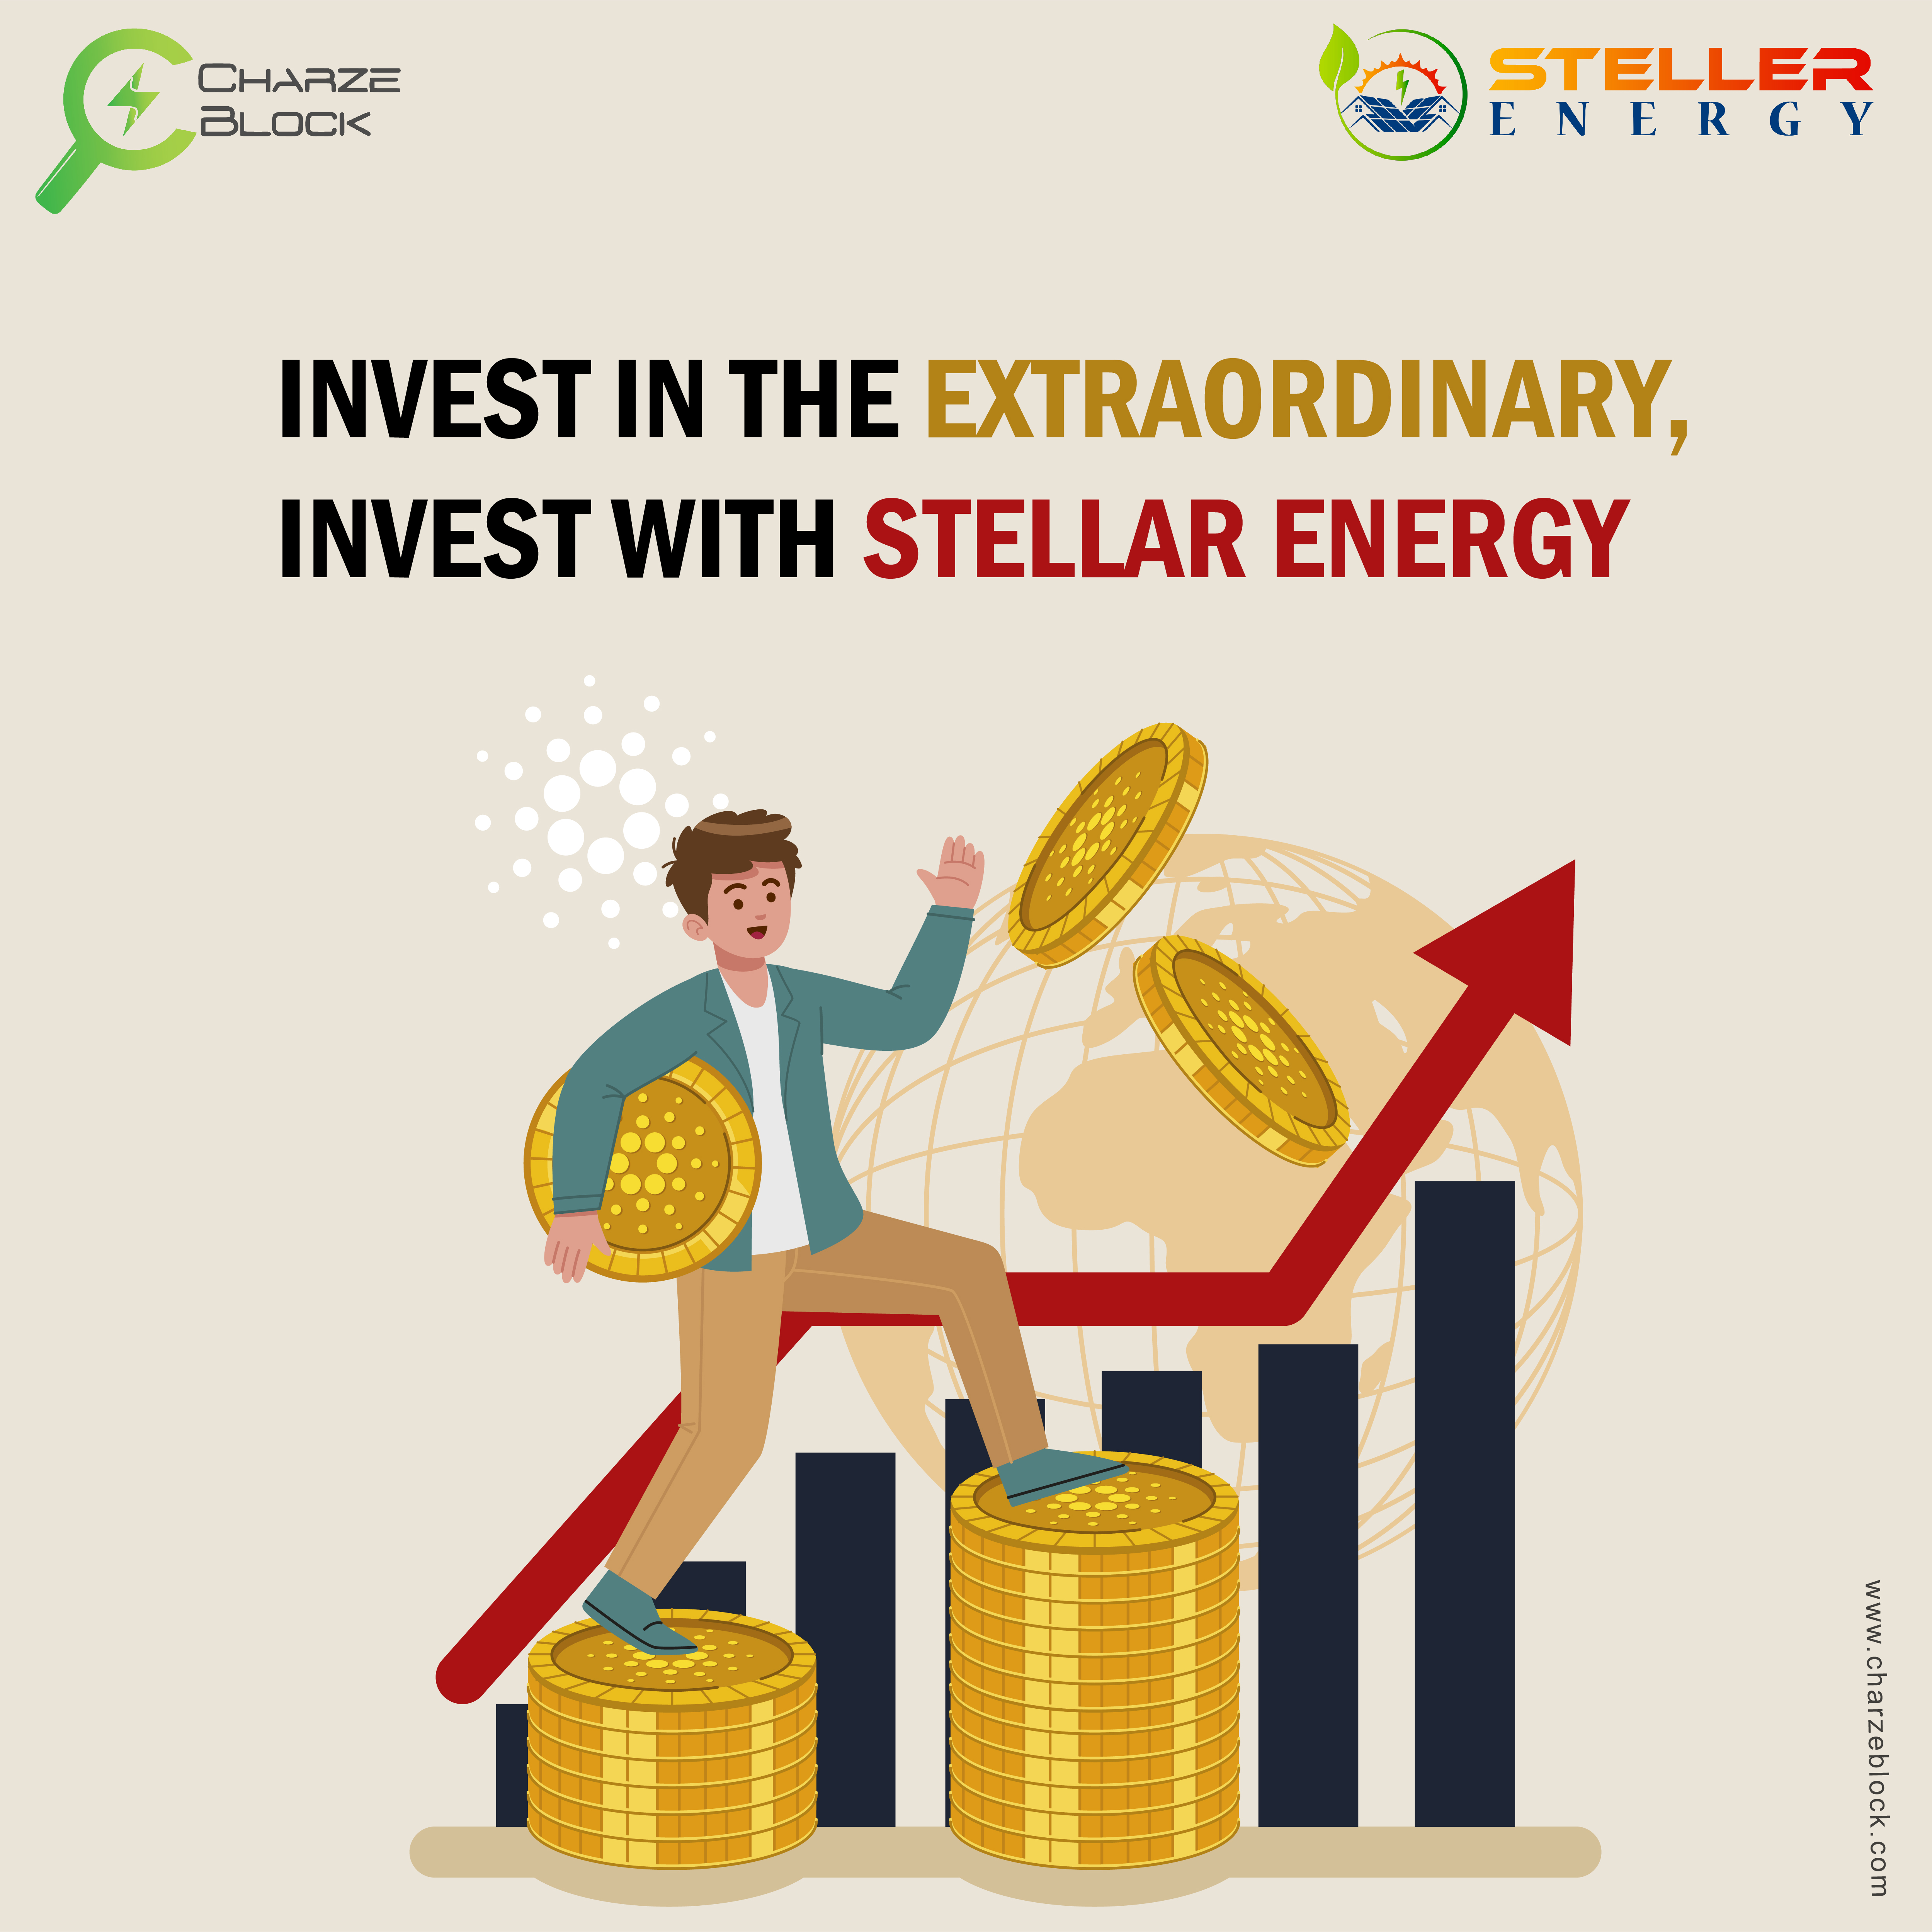 CHARZE
BLOCK
STELLER
ENERGY
INVEST IN THE EXTRAORDINARY,
INVEST WITH STELLAR ENERGY
www.charzeblock.com